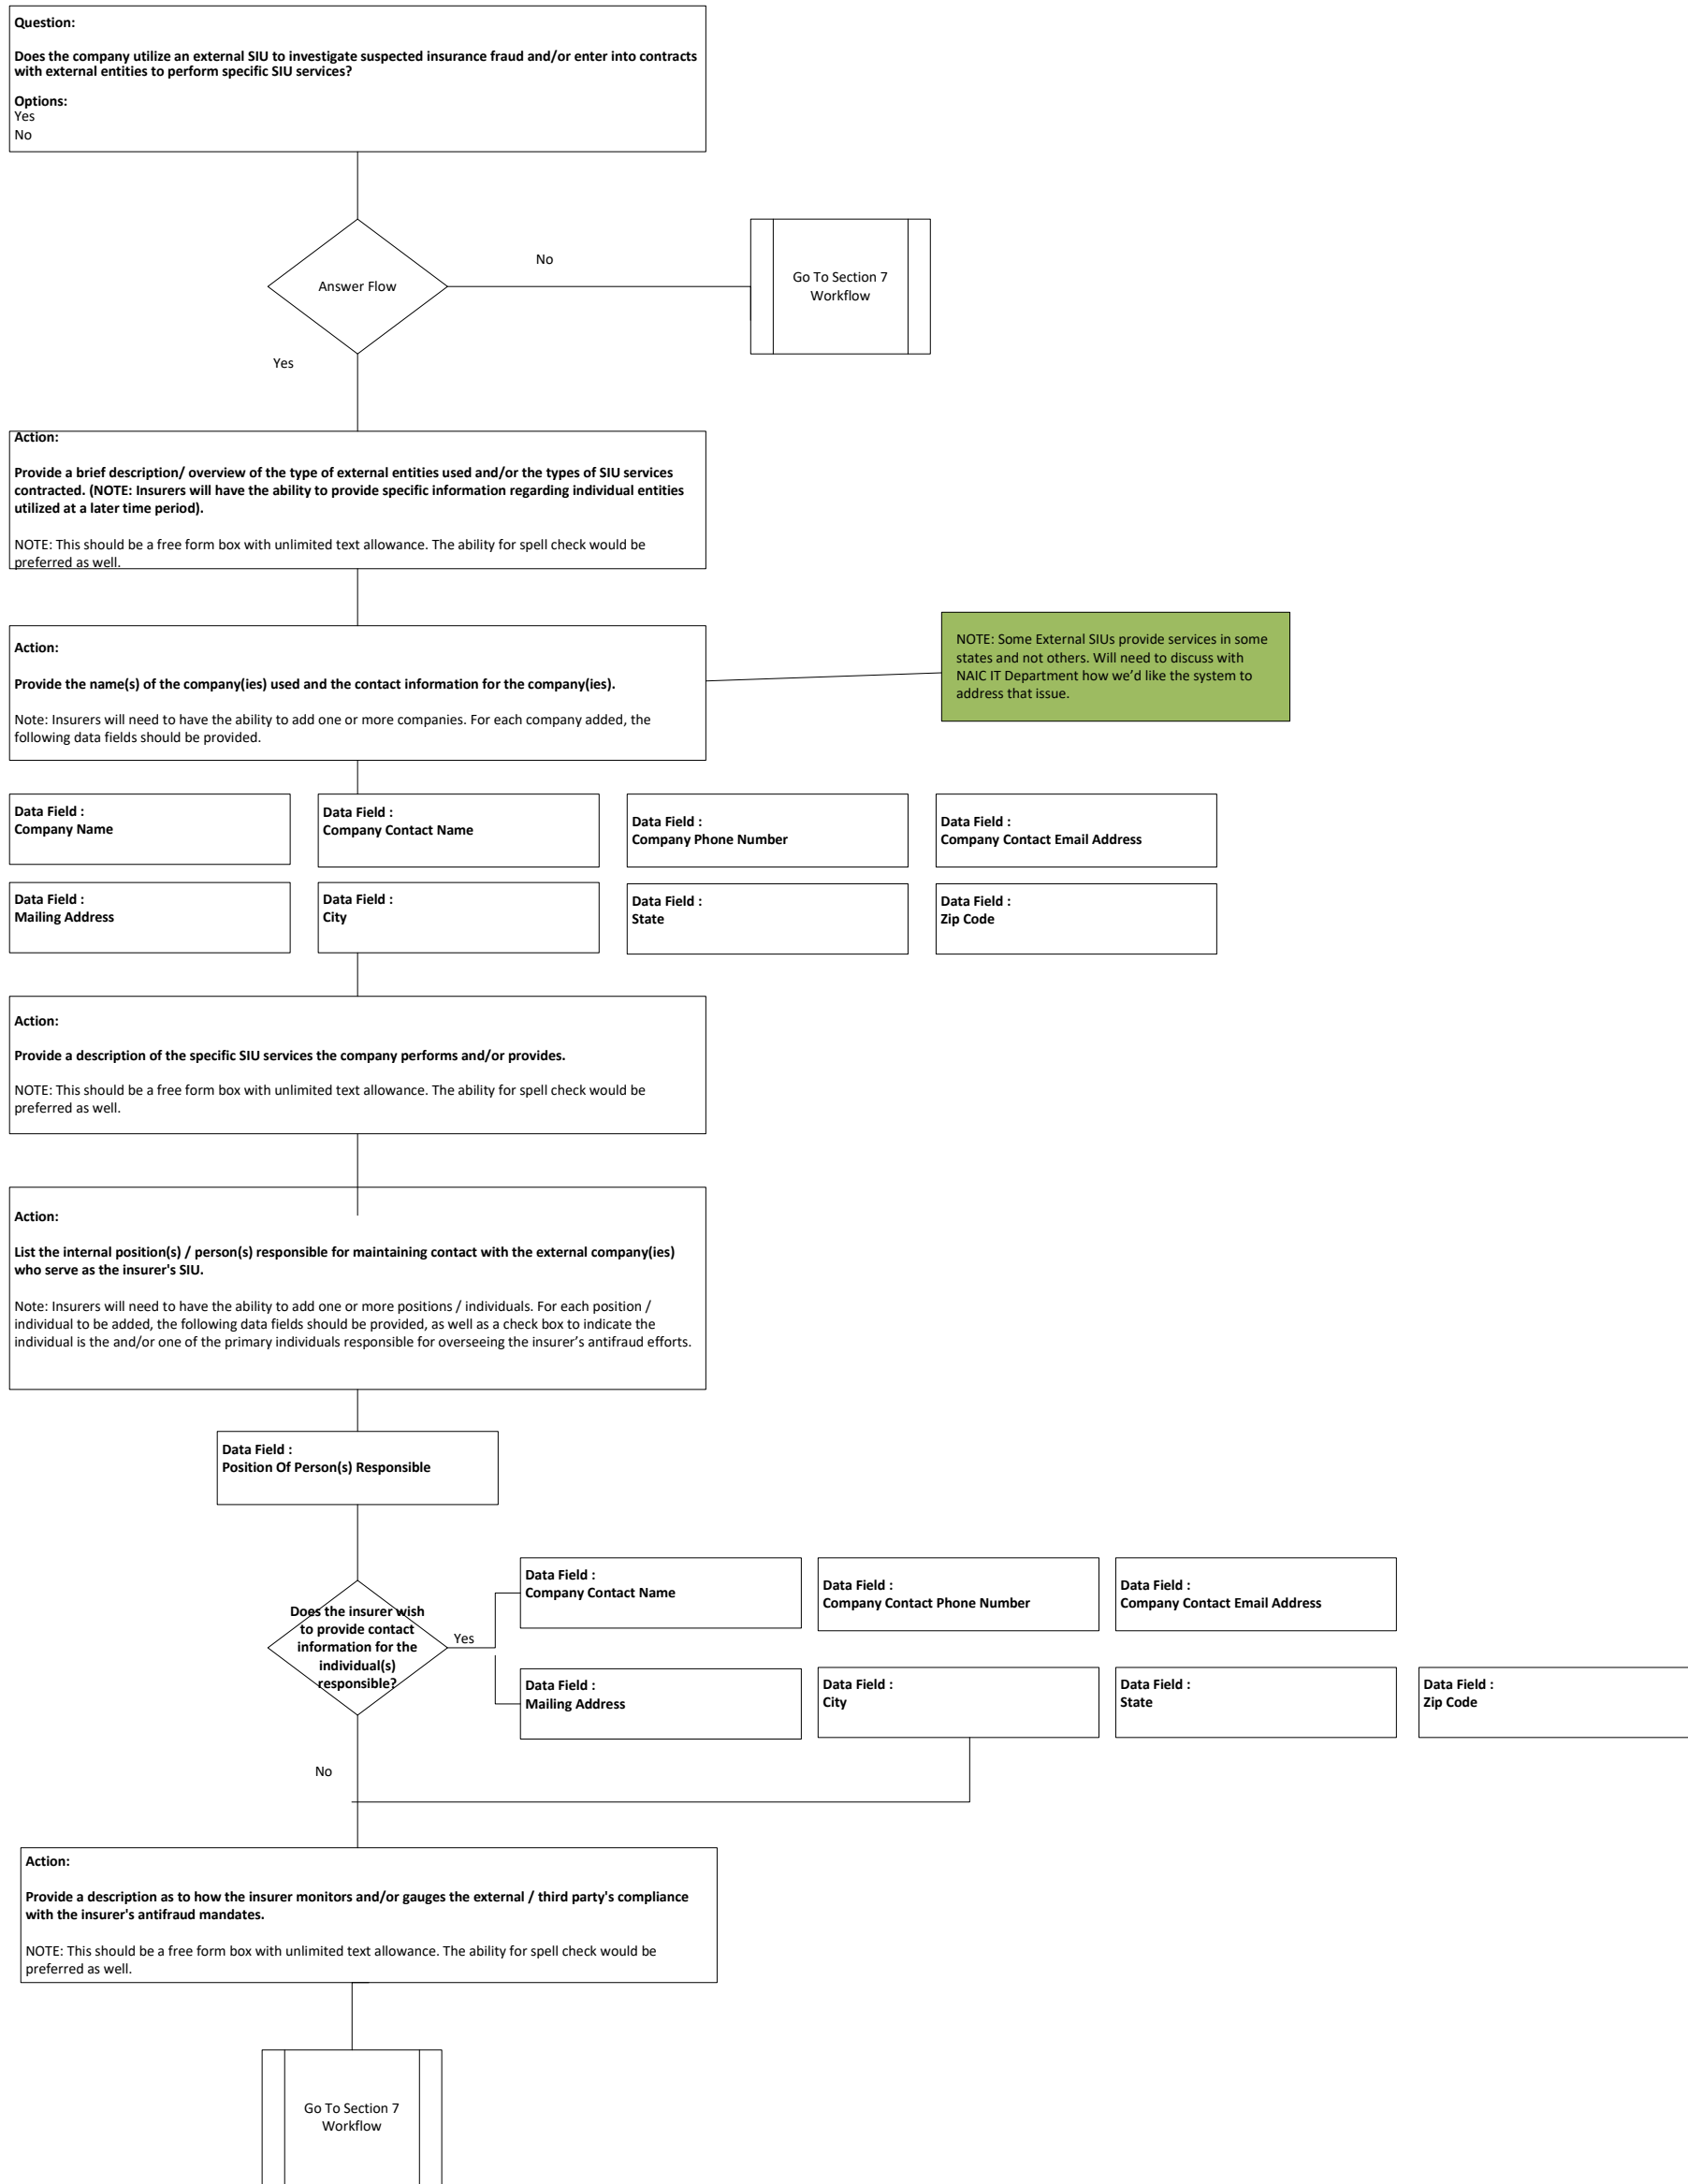 Question:
Does the company utilize an external SIU to investigate suspected insurance fraud and/or enter into contracts
with external entities to perform specific SIU services?
Options:
Yes
No
Answer Flow
No
Go To Section 7
Workflow
Yes
Action:
Provide a brief description/ overview of the type of external entities used and/or the types of SIU services
contracted. (NOTE: Insurers will have the ability to provide specific information regarding individual entities
utilized at a later time period).
NOTE: This should be a free form box with unlimited text allowance. The ability for spell check would be
preferred as well.
Action:
Provide the name(s) of the company(ies) used and the contact information for the company(ies).
Note: Insurers will need to have the ability to add one or more companies. For each company added, the
following data fields should be provided.
NOTE: Some External SIUs provide services in some
states and not others. Will need to discuss with
NAIC IT Department how we’d like the system to
address that issue.
Data Field :
Company Name
Data Field :
Company Contact Name
Data Field :
Company Phone Number
Data Field :
Company Contact Email Address
Data Field :
Mailing Address
Data Field :
City
Data Field :
State
Data Field :
Zip Code
Action:
Provide a description of the specific SIU services the company performs and/or provides.
NOTE: This should be a free form box with unlimited text allowance. The ability for spell check would be
preferred as well.
Action:
List the internal position(s) / person(s) responsible for maintaining contact with the external company(ies)
who serve as the insurer's SIU.
Note: Insurers will need to have the ability to add one or more positions / individuals. For each position /
individual to be added, the following data fields should be provided, as well as a check box to indicate the
individual is the and/or one of the primary individuals responsible for overseeing the insurer’s antifraud efforts.
Data Field :
Position Of Person(s) Responsible
Does the insurer wish
to provide contact
information for the
individual(s)
responsible?
Yes
Data Field :
Company Contact Name
Data Field :
Company Contact Phone Number
Data Field :
Company Contact Email Address
Data Field :
Mailing Address
Data Field :
City
Data Field :
State
Data Field :
Zip Code
No
Action:
Provide a description as to how the insurer monitors and/or gauges the external / third party's compliance
with the insurer's antifraud mandates.
NOTE: This should be a free form box with unlimited text allowance. The ability for spell check would be
preferred as well.
Go To Section 7
Workflow